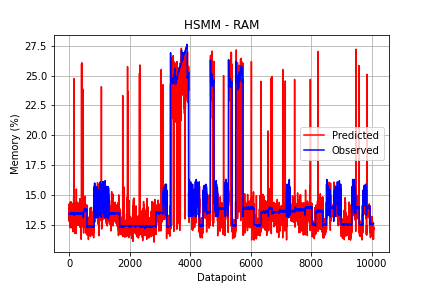 HSMM - RAM
27.5
25.0
22.5
20.0
17.5
15.0
12.5
Memory (%)
Predicted
Observed
0 2000 4000 6000 8000 10000
Datapoint